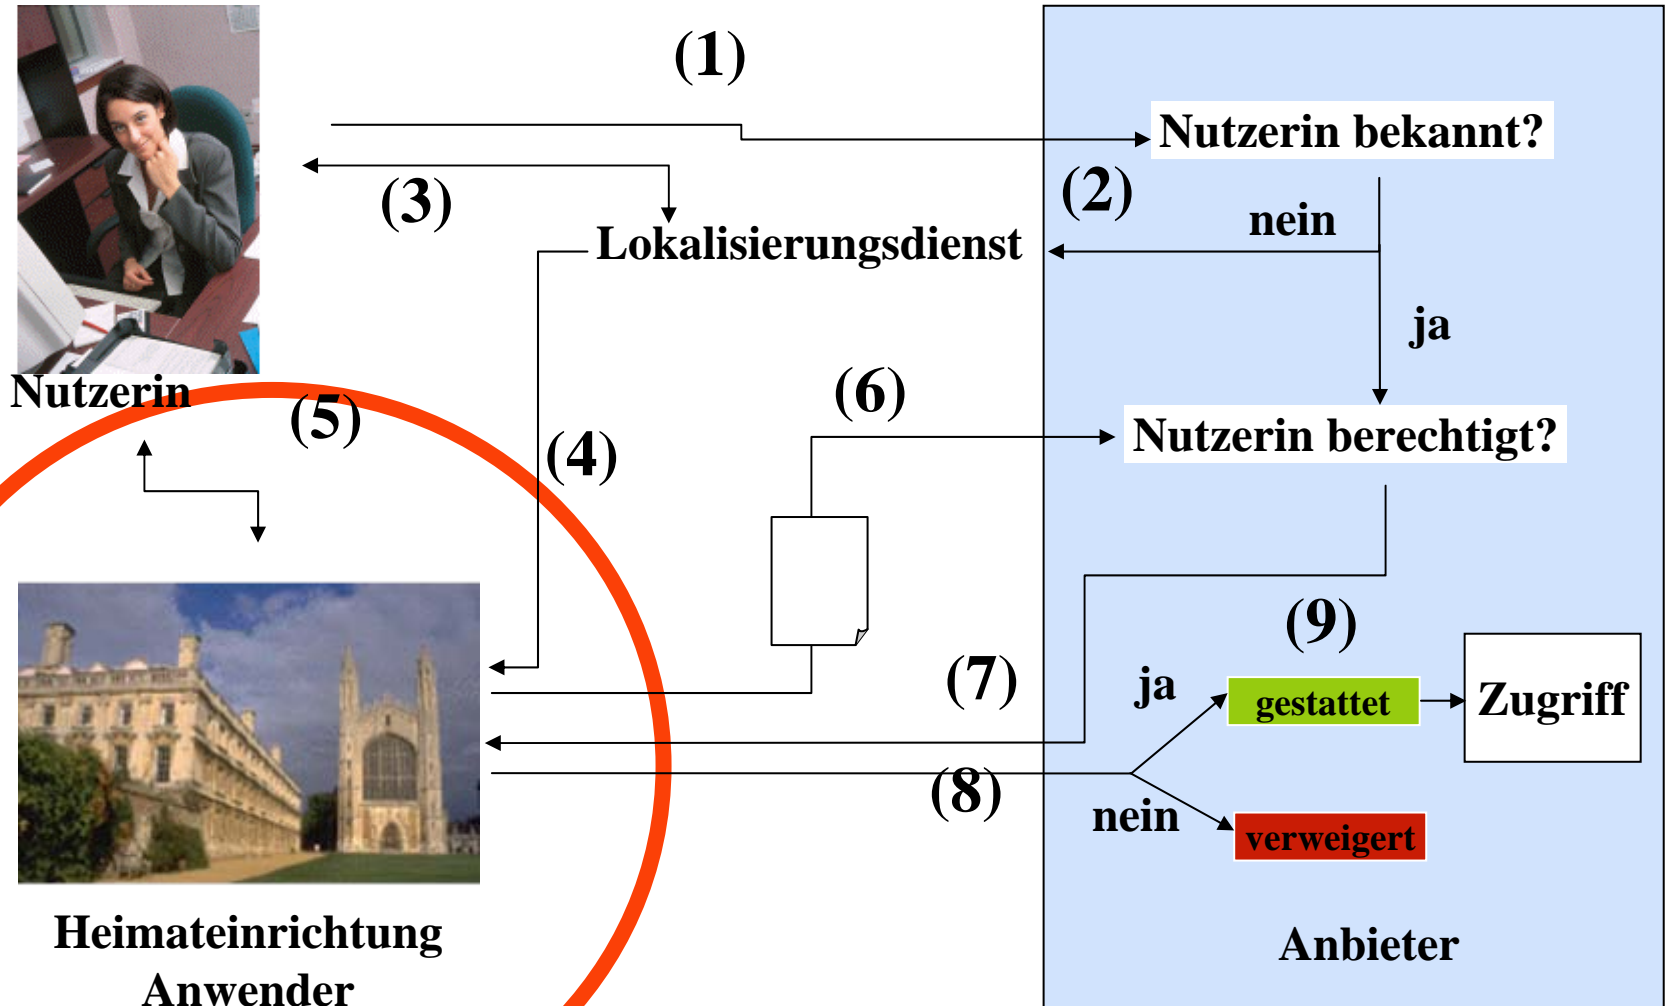 (1)
Nutzerin bekannt?
(2)
(3)
nein
Lokalisierungsdienst
ja
Nutzerin
(5)
(6)
(4)
Nutzerin berechtigt?
(9)
(7)
ja
gestattet
Zugriff
(8)
nein
verweigert
Heimateinrichtung
Anwender
Anbieter